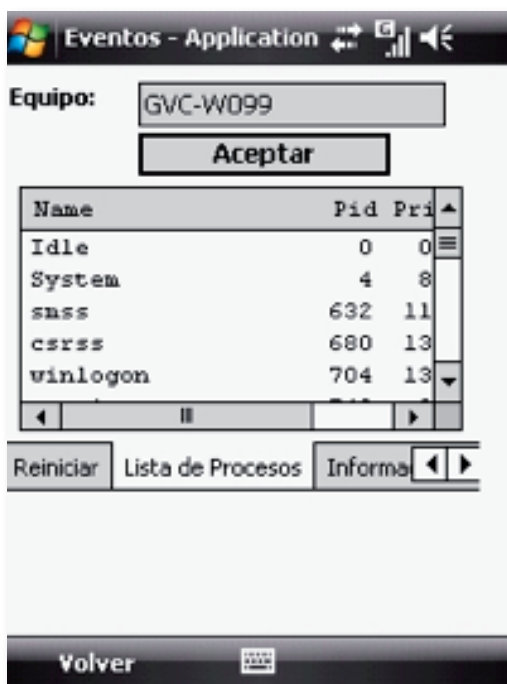 Eventos - Application
Equipo:
GVC-W099
Aceptar
Name Pid Pri
Idle 0 0
System 4 8
smss 632 11
csrss 680 13
winlogon 704 13
Reiniciar Lista de Procesos Informa
Volver